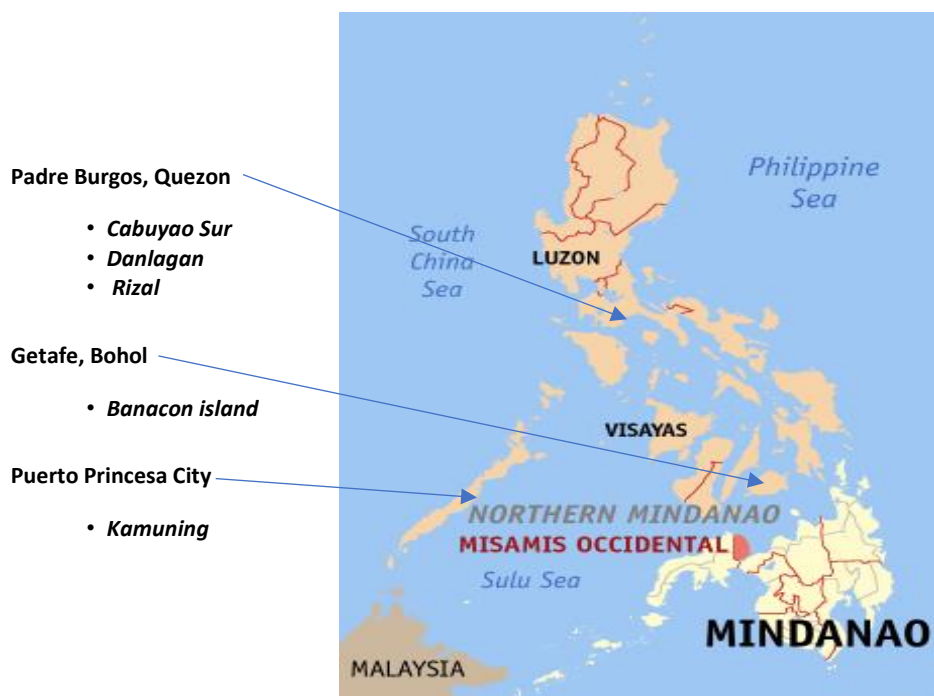 Padre Burgos, Quezon
• Cabuyao Sur
• Danlagan
• Rizal
Getafe, Bohol
• Banacon island
Puerto Princesa City
• Kamuning
Philippine
Sea
South
China
Sea
LUZON
VISAYAS
NORTHERN MINDANAO
MISAMIS OCCIDENTAL
Sulu Sea
MINDANAO
MALAYSIA